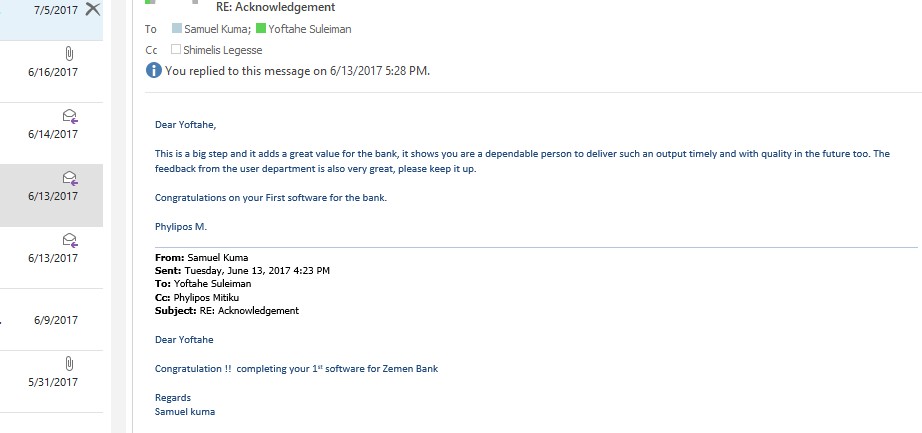 7/5/2017
6/16/2017
6/14/2017
6/13/2017
6/13/2017
6/9/2017
5/31/2017
RE: Acknowledgement
To Samuel Kuma; Yoftahe Suleiman
Cc Shimelis Legesse
You replied to this message on 6/13/2017 5:28 PM.
Dear Yoftahe,
This is a big step and it adds a great value for the bank, it shows you are a dependable person to deliver such an output timely and with quality in the future too. The
feedback from the user department is also very great, please keep it up.
Congratulations on your First software for the bank.
Phylipos M.
From: Samuel Kuma
Sent: Tuesday, June 13, 2017 4:23 PM
To: Yoftahe Suleiman
Cc: Phylipos Mitiku
Subject: RE: Acknowledgement
Dear Yoftahe
Congratulation !!  completing your 1st software for Zemen Bank
Regards
Samuel kuma